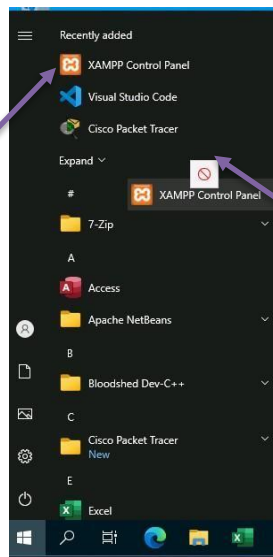 Recently added
XAMPP Control Panel
Visual Studio Code
Cisco Packet Tracer
Expand
#
XAMPP Control Panel
7-Zip
A
Access
Apache NetBeans
B
Bloodshed Dev-C++
C
Cisco Packet Tracer
New
E
Excel